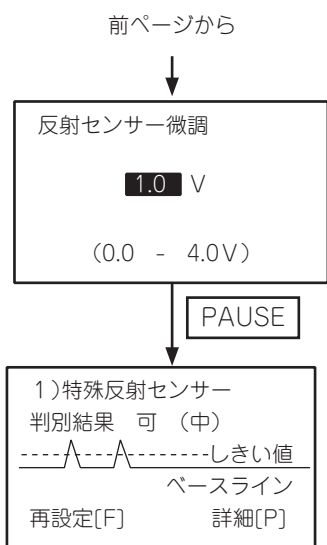 前ページから
反射センサー微調
1.0 V
(0.0 - 4.0V)
PAUSE
1)特殊反射センサー
判別結果 可 (中)
しきい値
ベースライン
再設定[F] 詳細[P]